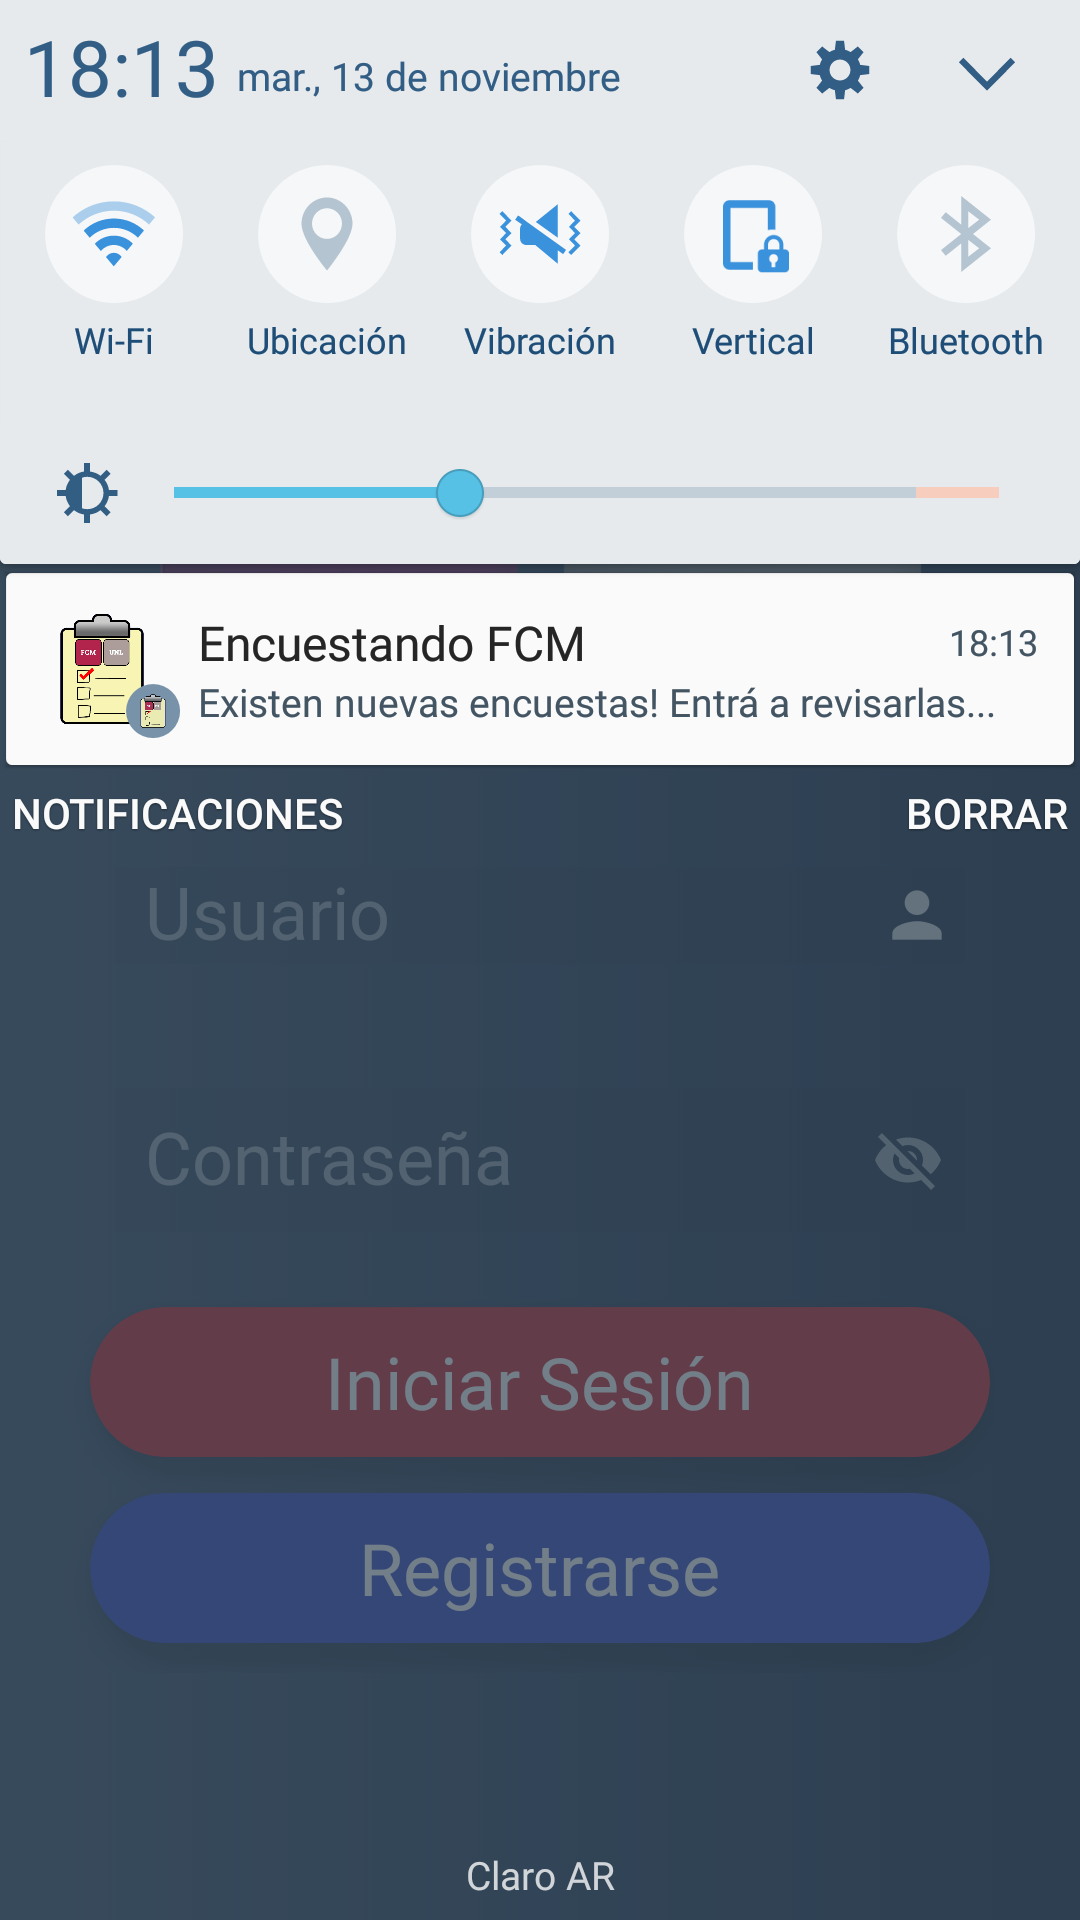 18:13 mar., 13 de noviembre
Wi-Fi Ubicación Vibración Vertical Bluetooth
Encuestando FCM 18:13
FCM UNL
Existen nuevas encuestas! Entrá a revisarlas...
NOTIFICACIONES BORRAR
Usuario
Contraseña
Iniciar Sesión
Registrarse
Claro AR